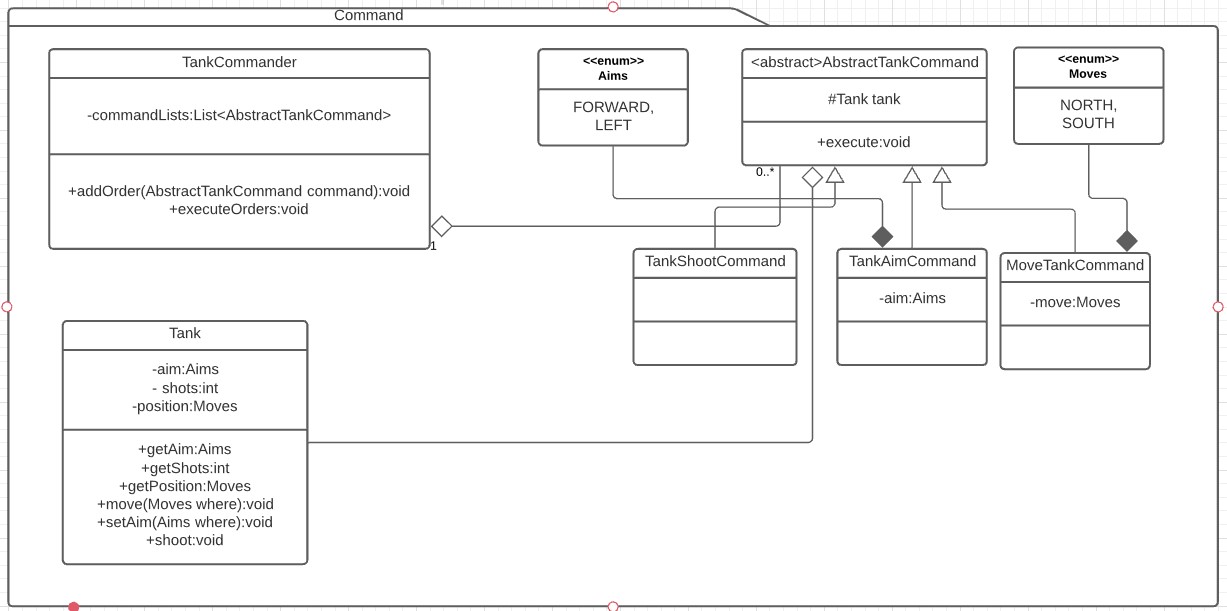 Command
TankCommander
-commandLists:List<AbstractTankCommand>
+addOrder(AbstractTankCommand command):void
+executeOrders:void
1
<<enum>>
Aims
FORWARD,
LEFT
<abstract>AbstractTankCommand
#Tank tank
+execute:void
0..*
<<enum>>
Moves
NORTH,
SOUTH
TankShootCommand
TankAimCommand
-aim:Aims
MoveTankCommand
-move:Moves
Tank
-aim:Aims
- shots:int
-position:Moves
+getAim:Aims
+getShots:int
+getPosition:Moves
+move(Moves where):void
+setAim(Aims where):void
+shoot:void